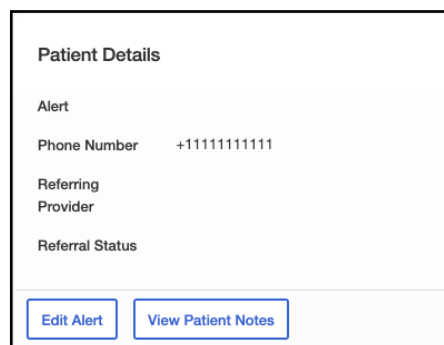 Patient Details
Alert
Phone Number +11111111111
Referring
Provider
Referral Status
Edit Alert View Patient Notes